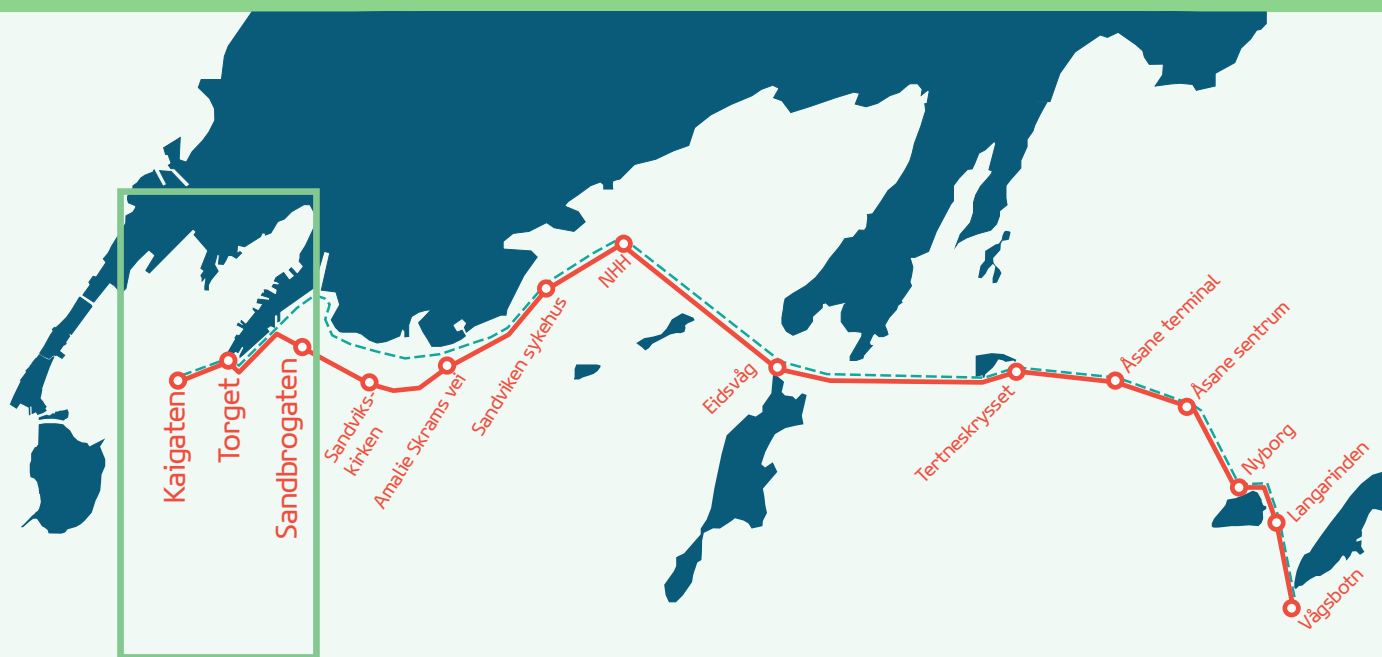 Kaigaten
Torget
Sandbrogaten
Sandviks-
kirken
Amalie Skrams vei
Sandviken sykehus
NHH
Eidsvåg
Tertneskrysset
Åsane terminal
Åsane sentrum
Nyborg
Langarinden
Vågsbotn